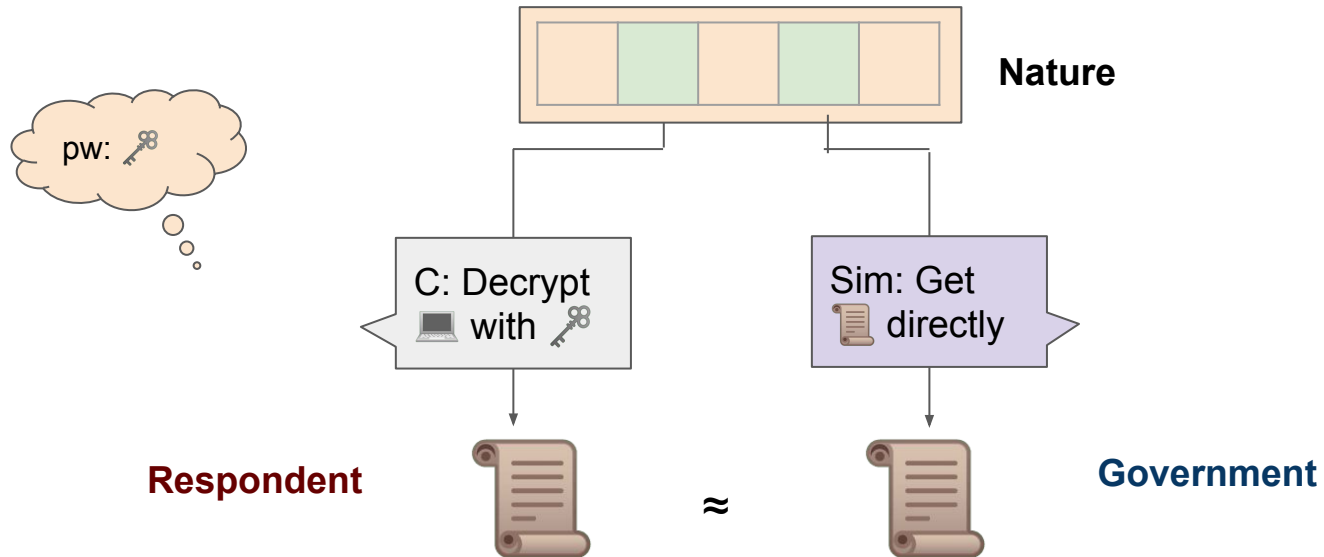 Nature
pw: 🗝
C: Decrypt
💻 with 🗝
Sim: Get
📜 directly
Respondent
≈
Government